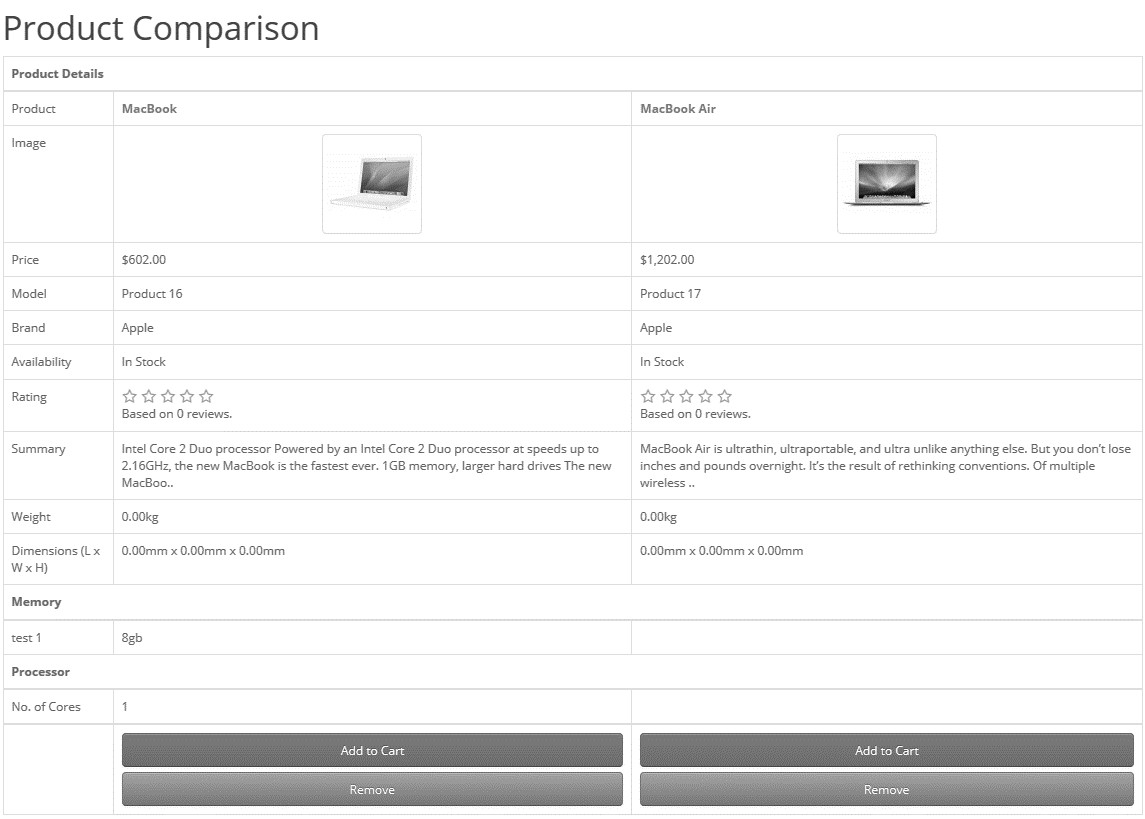 Product Comparison
Product Details
Product MacBook MacBook Air
Image
Price $602.00 $1,202.00
Model Product 16 Product 17
Brand Apple Apple
Availability In Stock In Stock
Rating
Based on 0 reviews. Based on 0 reviews.
Summary Intel Core 2 Duo processor Powered by an Intel Core 2 Duo processor at speeds up to MacBook Air is ultrathin, ultraportable, and ultra unlike anything else. But you don’t lose
2.16GHz, the new MacBook is the fastest ever. 1GB memory, larger hard drives The new inches and pounds overnight. It’s the result of rethinking conventions. Of multiple
MacBoo.. wireless ..
Weight 0.00kg 0.00kg
Dimensions (L x 0.00mm x 0.00mm x 0.00mm 0.00mm x 0.00mm x 0.00mm
W x H)
Memory
test 1 8gb
Processor
No. of Cores 1
Add to Cart Add to Cart
Remove Remove